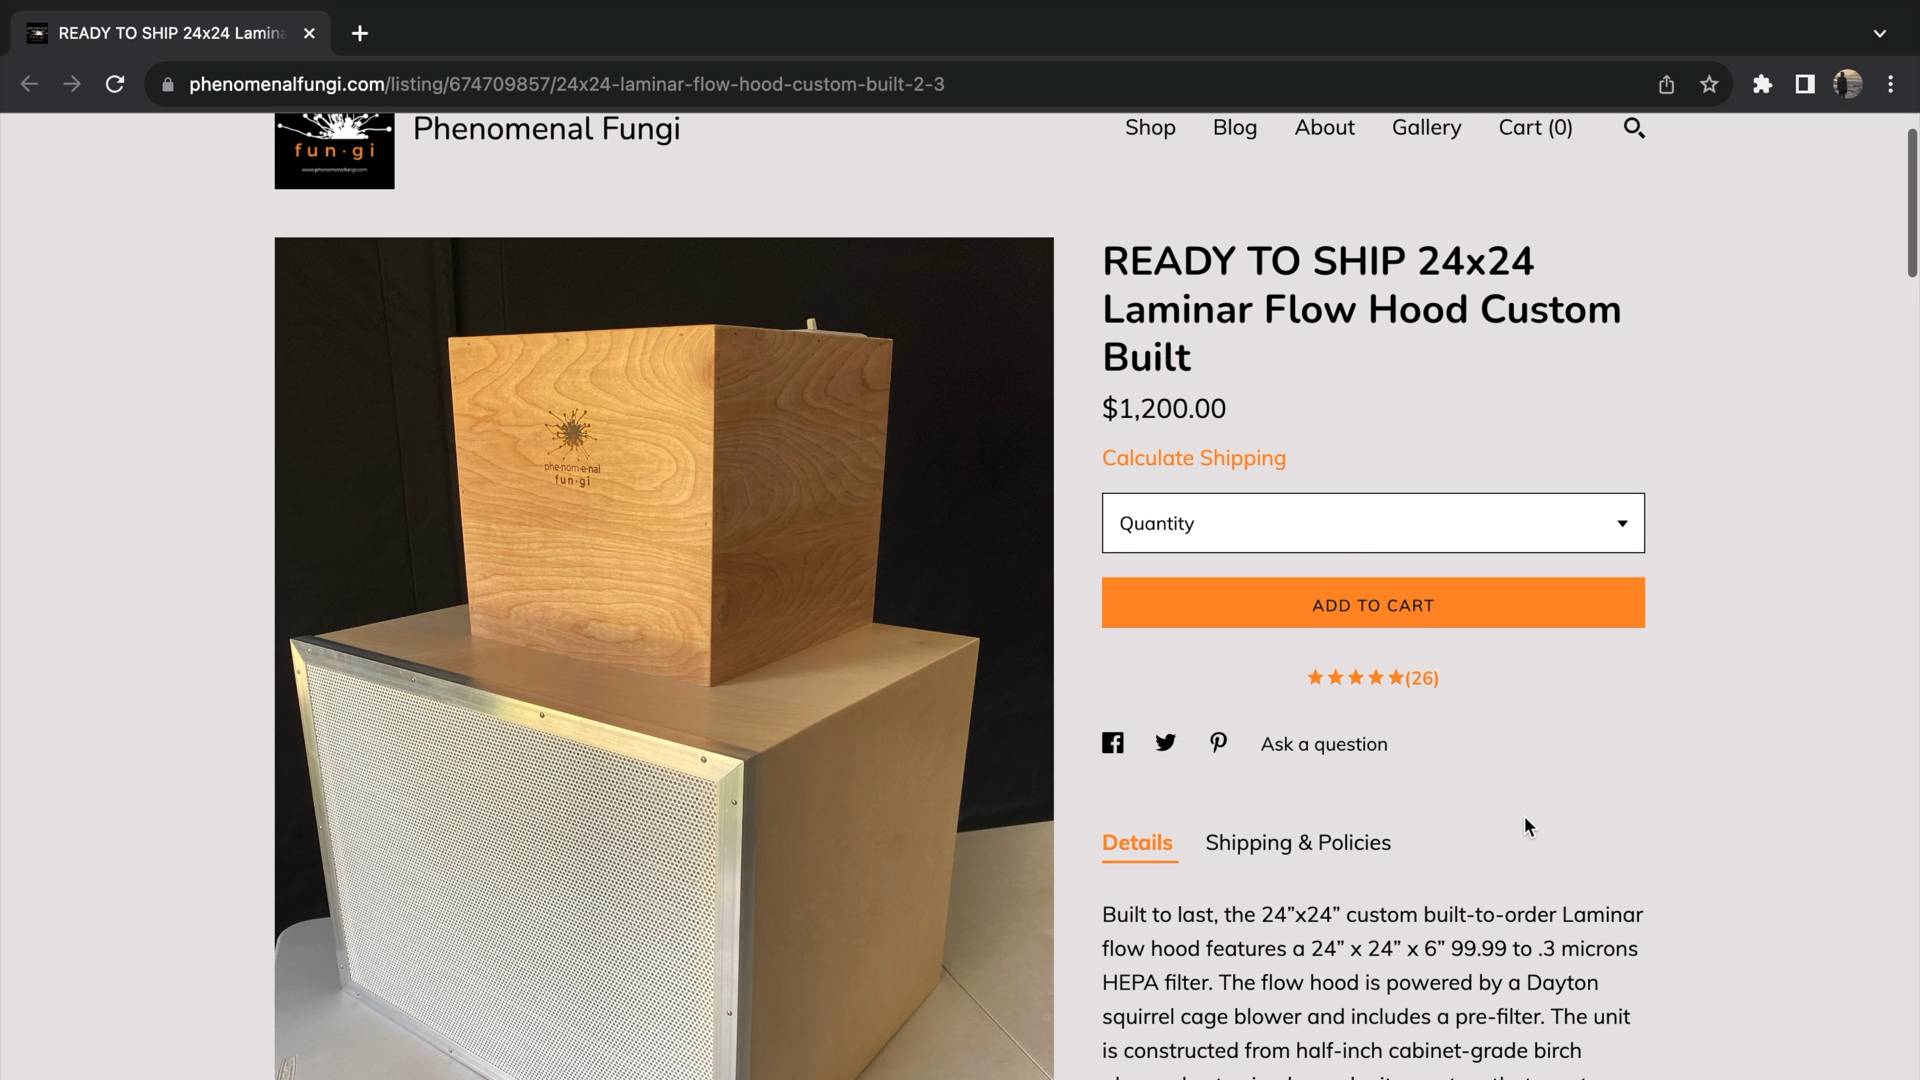 READY TO SHIP 24x24 Lamina
phenomenalfungi.com/listing/674709857/24x24-laminar-flow-hood-custom-built-2-3
fun·gi
www.phenomenalfungi.com
Phenomenal Fungi
Shop Blog About Gallery Cart (0)
phe·nom·e·nal
fun·gi
READY TO SHIP 24x24
Laminar Flow Hood Custom
Built
$1,200.00
Calculate Shipping
Quantity
ADD TO CART
(26)
Ask a question
Details Shipping & Policies
Built to last, the 24”x24” custom built-to-order Laminar
flow hood features a 24” x 24” x 6” 99.99 to .3 microns
HEPA filter. The flow hood is powered by a Dayton
squirrel cage blower and includes a pre-filter. The unit
is constructed from half-inch cabinet-grade birch